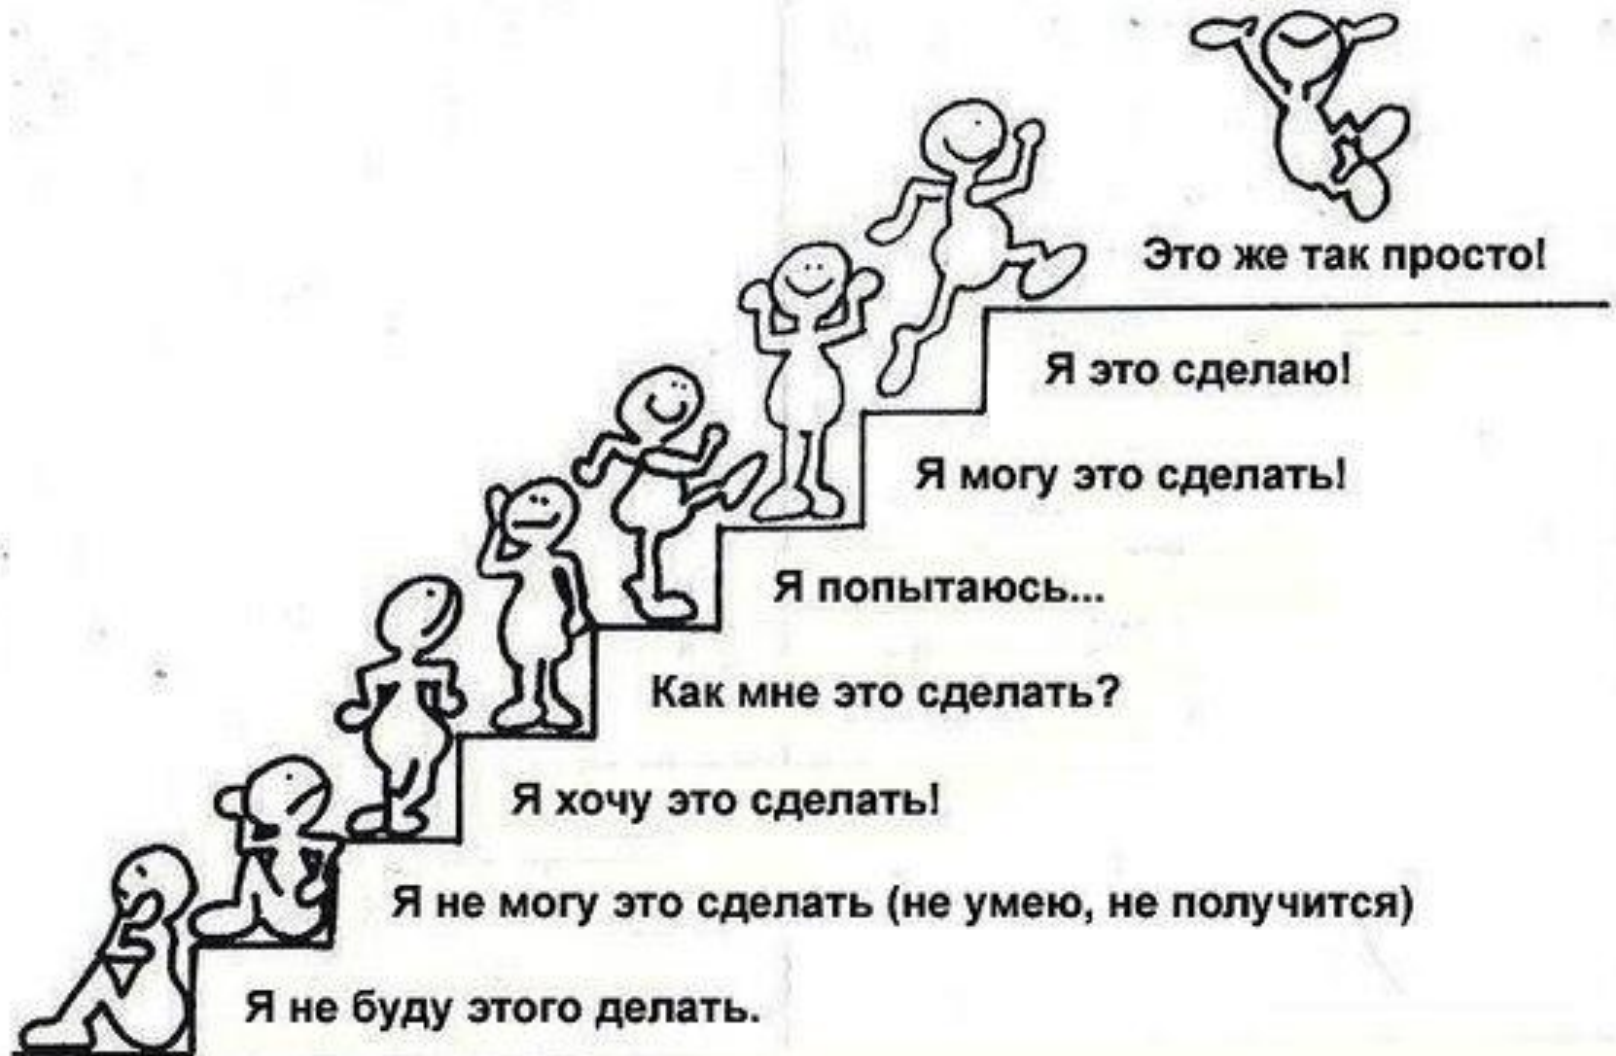 Это же так просто!
Я это сделаю!
Я могу это сделать!
Я попытаюсь...
Как мне это сделать?
Я хочу это сделать!
Я не могу это сделать (не умею, не получится)
Я не буду этого делать.